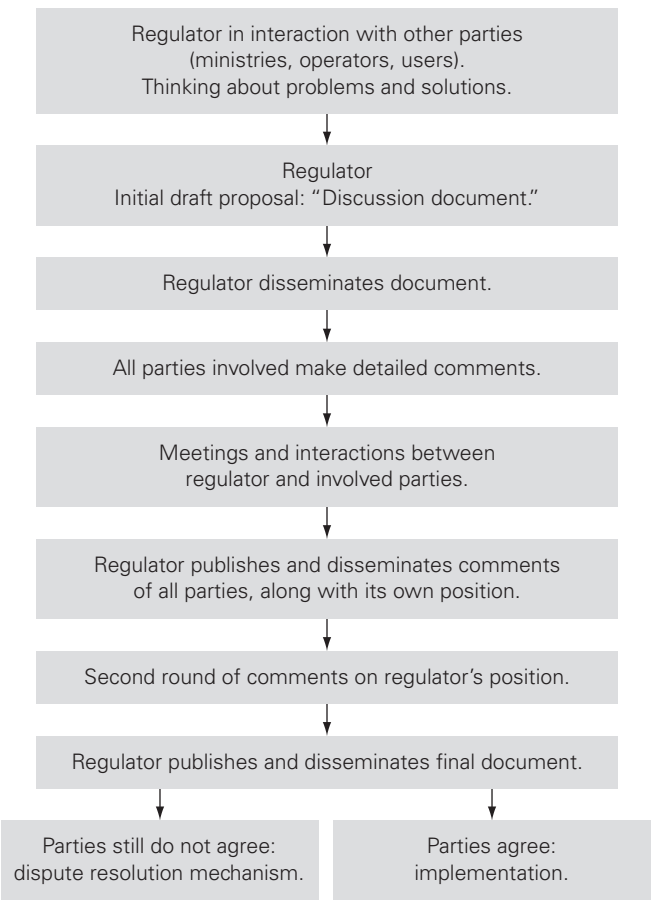 Regulator in interaction with other parties
(ministries, operators, users).
Thinking about problems and solutions.
Regulator
Initial draft proposal: “Discussion document.”
Regulator disseminates document.
All parties involved make detailed comments.
Meetings and interactions between
regulator and involved parties.
Regulator publishes and disseminates comments
of all parties, along with its own position.
Second round of comments on regulator’s position.
Regulator publishes and disseminates final document.
Parties still do not agree:
dispute resolution mechanism.
Parties agree:
implementation.